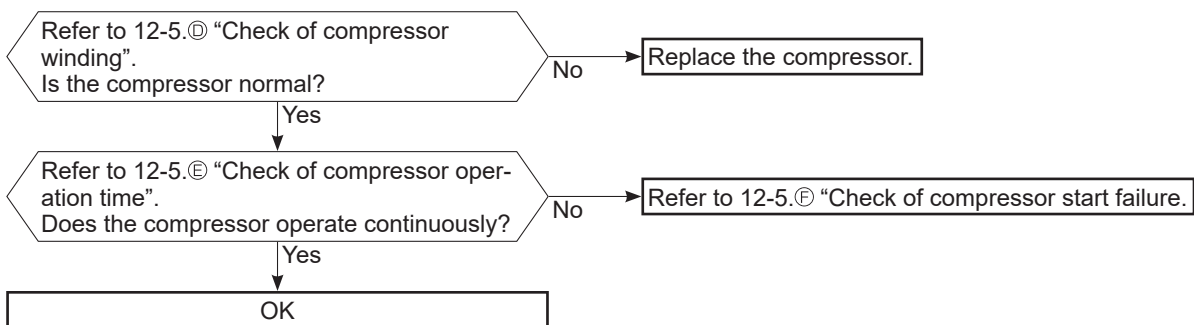 Refer to 12-5.Ⓓ “Check of compressor
winding”.
Is the compressor normal?
No
Replace the compressor.
Yes
Refer to 12-5.Ⓔ “Check of compressor oper-
ation time”.
Does the compressor operate continuously?
No
Refer to 12-5.Ⓕ “Check of compressor start failure.
Yes
OK